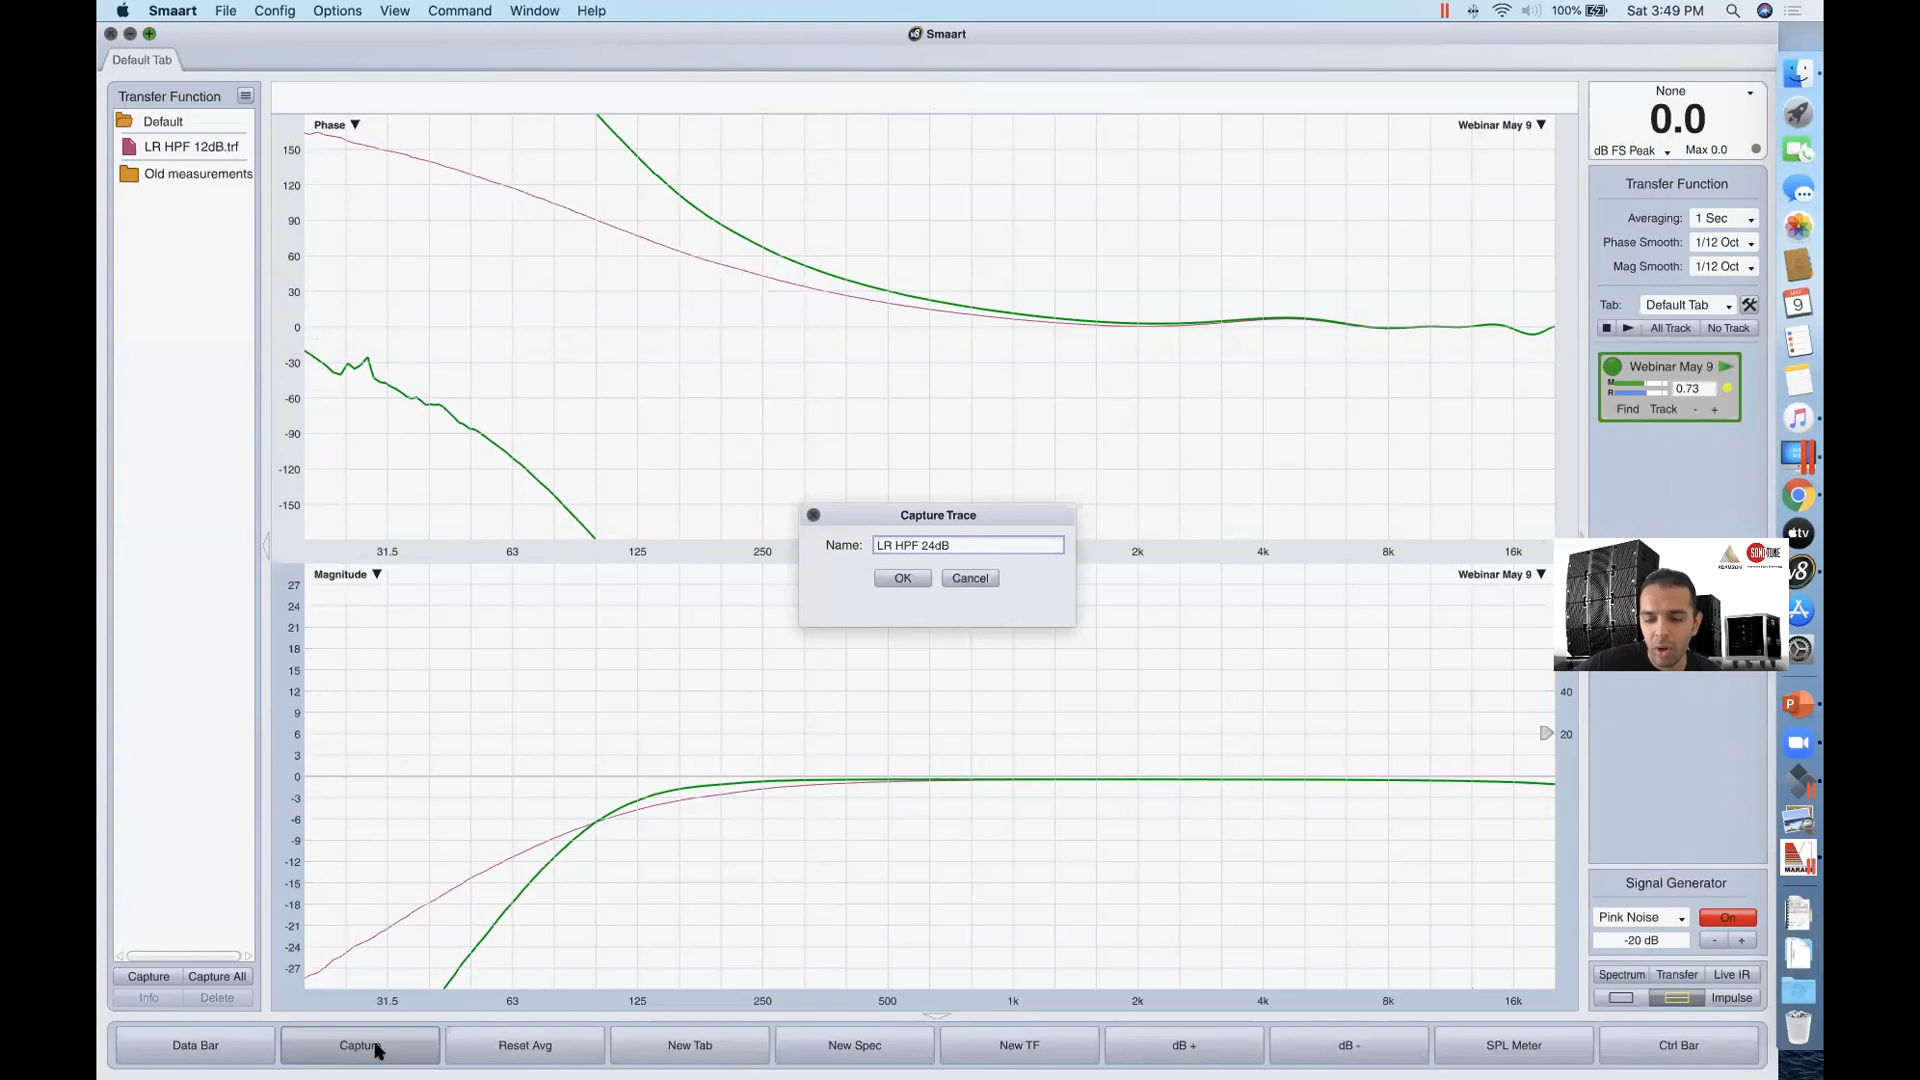 Smaart File Config Options View Command Window Help 100% Sat 3:49 PM
v8 Smaart
Default Tab
Transfer Function
Default
LR HPF 12dB.trf
Old measurements
Capture Capture All
Info Delete
Phase ▼ Webinar May 9 ▼
150
120
90
60
30
0
-30
-60
-90
-120
-150
31.5 63 125 250 2k 4k 8k 16k
Capture Trace
Name: LR HPF 24dB
OK Cancel
Magnitude ▼ Webinar May 9 ▼
27
24
21
18
15
12
9
6
3
0
-3
-6
-9
-12
-15
-18
-21
-24
-27
40
20
31.5 63 125 250 500 1k 2k 4k 8k 16k
None
0.0
dB FS Peak Max 0.0
Transfer Function
Averaging: 1 Sec
Phase Smooth: 1/12 Oct
Mag Smooth: 1/12 Oct
Tab: Default Tab
All Track No Track
Webinar May 9
M
R
0.73
Find Track - +
ADAMSON
SONOTONE
Signal Generator
Pink Noise On
-20 dB - +
Spectrum Transfer Live IR
Impulse
Data Bar Capture Reset Avg New Tab New Spec New TF dB + dB - SPL Meter Ctrl Bar
9
tv
v8
P